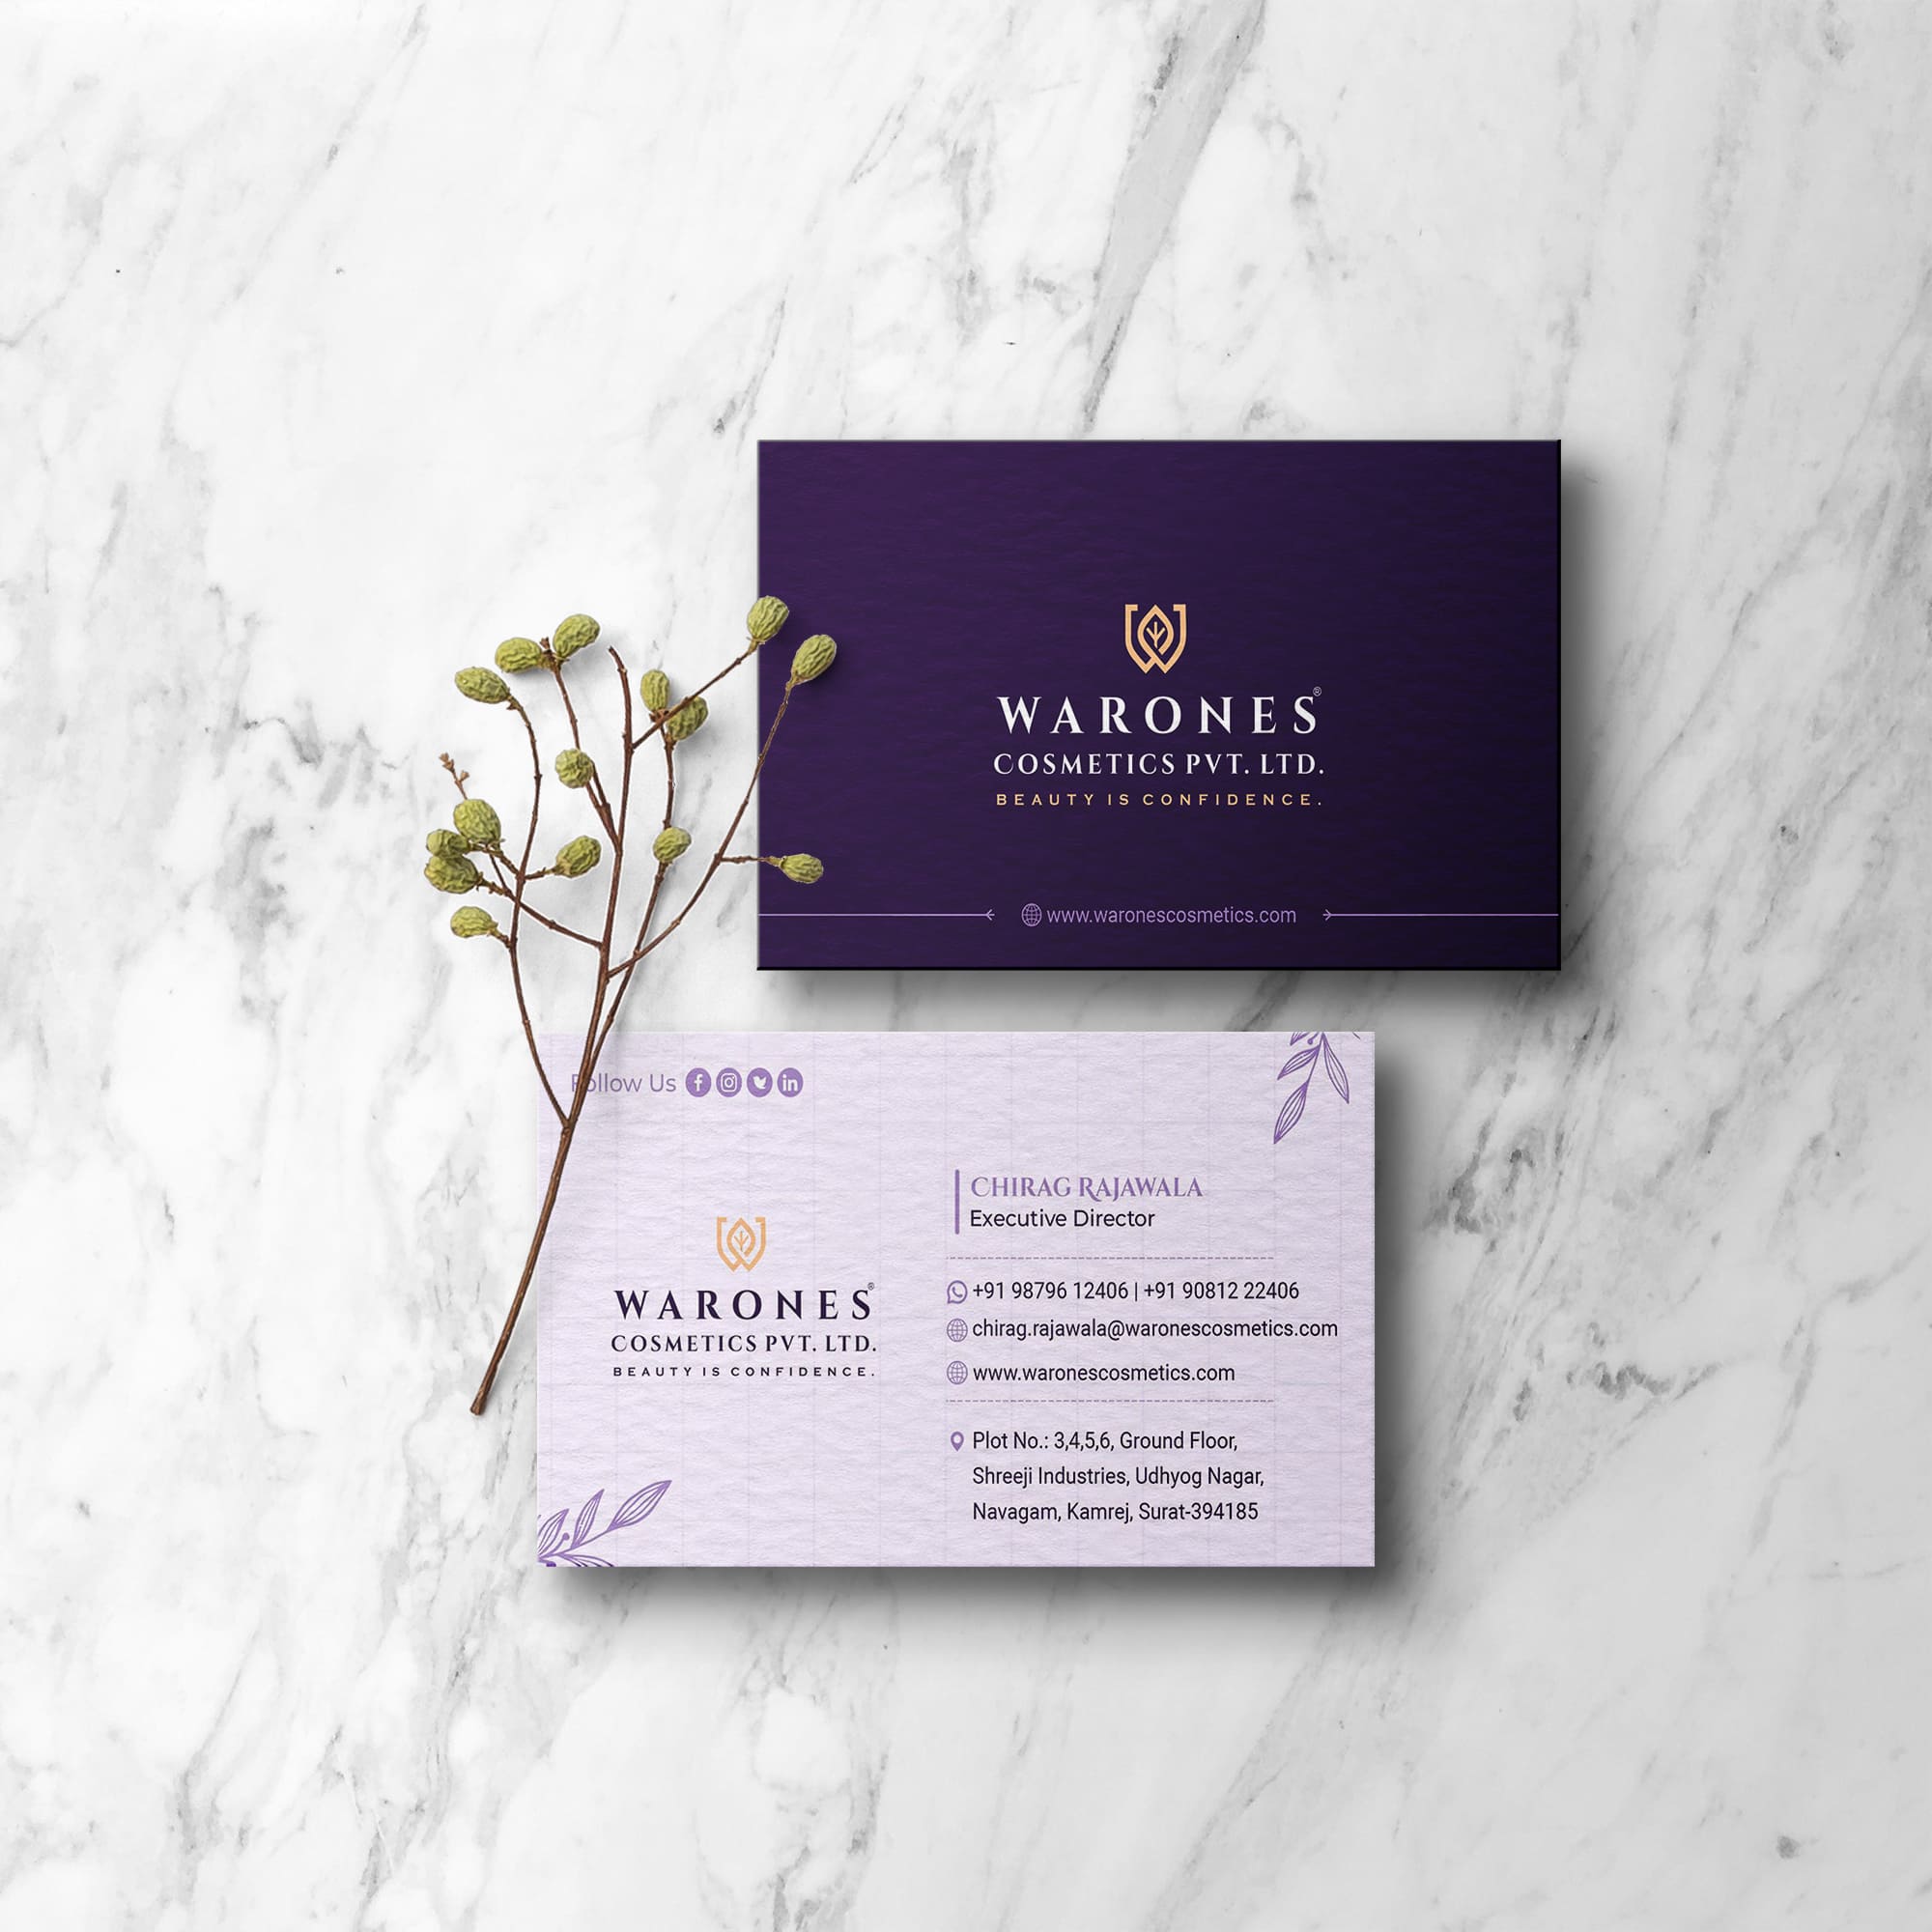 WARONES®
COSMETICS PVT. LTD.
BEAUTY IS CONFIDENCE.
www.waronescosmetics.com
Follow Us
CHIRAG RAJAWALA
Executive Director
WARONES®
COSMETICS PVT. LTD.
BEAUTY IS CONFIDENCE.
+91 98796 12406 | +91 90812 22406
chirag.rajawala@waronescosmetics.com
www.waronescosmetics.com
Plot No.: 3,4,5,6, Ground Floor,
Shreeji Industries, Udhyog Nagar,
Navagam, Kamrej, Surat-394185